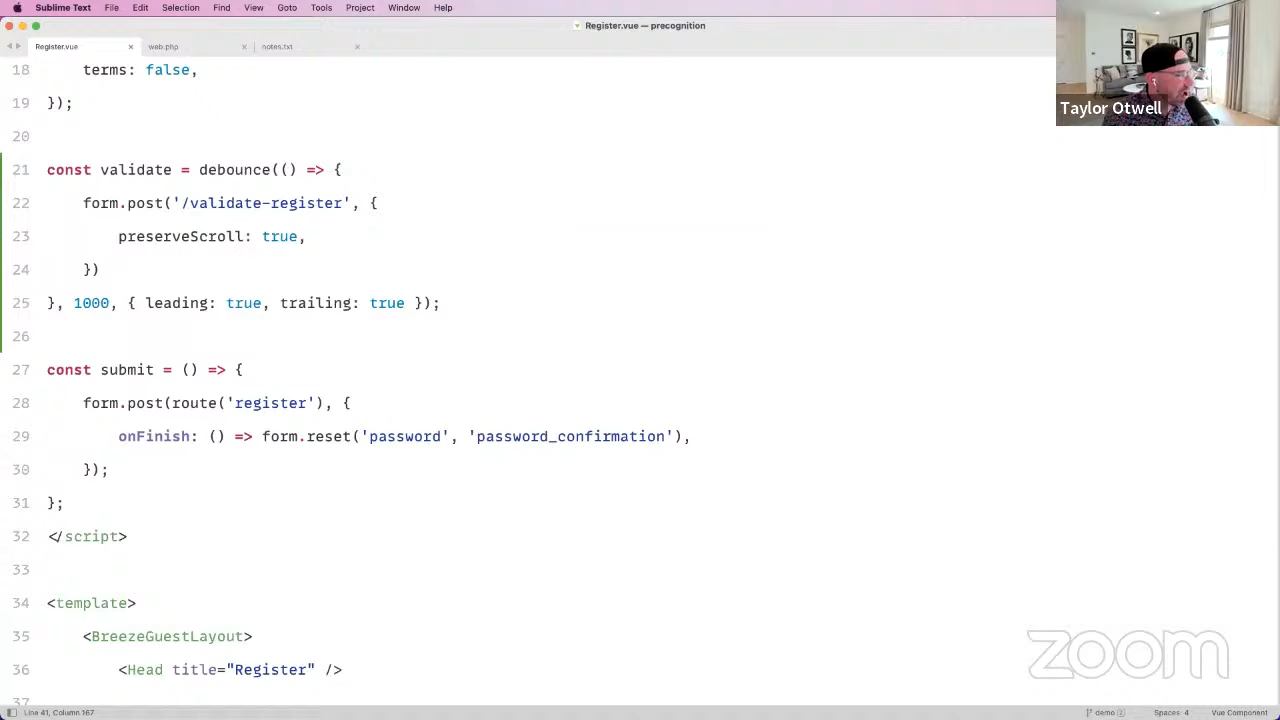 Sublime Text File Edit Selection Find View Goto Tools Project Window Help
Register.vue — precognition
Register.vue web.php notes.txt
18 terms: false,
19 });
20
21 const validate = debounce(() => {
22 form.post('/validate-register', {
23 preserveScroll: true,
24 })
25 }, 1000, { leading: true, trailing: true });
26
27 const submit = () => {
28 form.post(route('register'), {
29 onFinish: () => form.reset('password', 'password_confirmation'),
30 });
31 };
32 </script>
33
34 <template>
35 <BreezeGuestLayout>
36 <Head title="Register" />
37
Taylor Otwell
zoom
Line 41, Column 167
demo 2
Spaces: 4
Vue Component